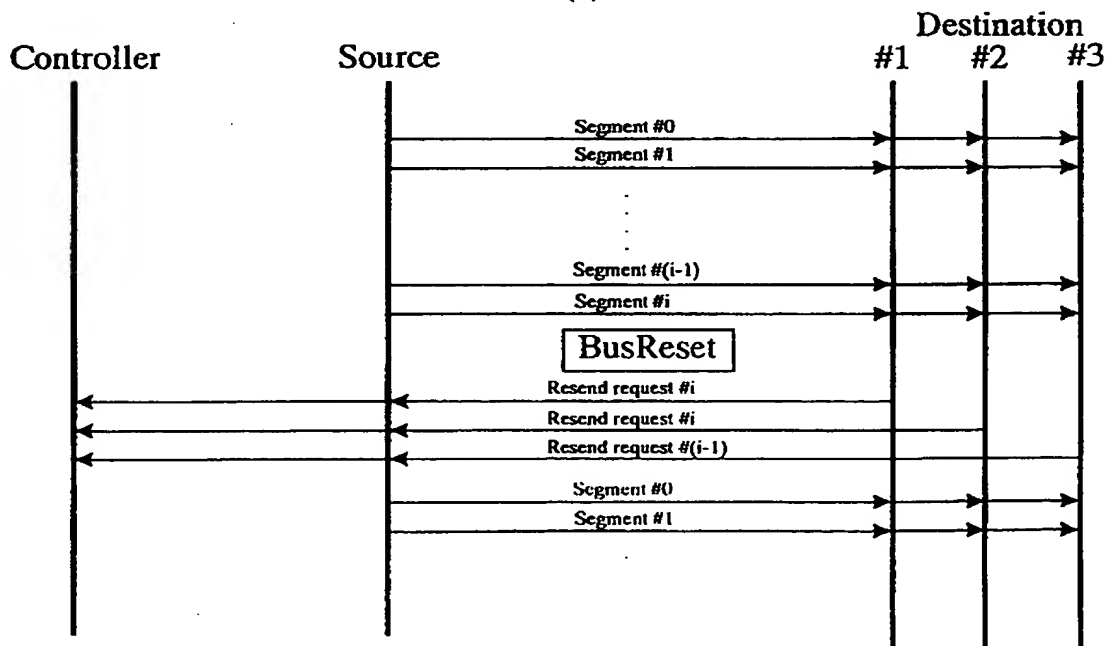 Destination
Controller Source #1 #2 #3
Segment #0
Segment #1
Segment #(i-1)
Segment #i
BusReset
Resend request #i
Resend request #i
Resend request #(i-1)
Segment #0
Segment #1